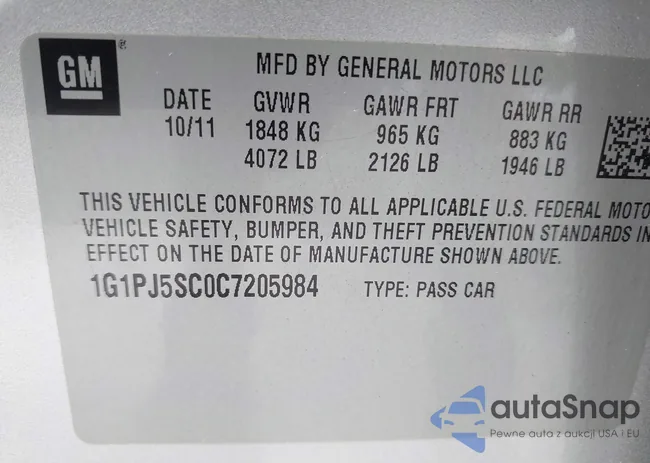 GM
®
MFD BY GENERAL MOTORS LLC
DATE GVWR GAWR FRT GAWR RR
10/11 1848 KG 965 KG 883 KG
4072 LB 2126 LB 1946 LB
THIS VEHICLE CONFORMS TO ALL APPLICABLE U.S. FEDERAL MOTO
VEHICLE SAFETY, BUMPER, AND THEFT PREVENTION STANDARDS IN
EFFECT ON THE DATE OF MANUFACTURE SHOWN ABOVE.
1G1PJ5SC0C7205984 TYPE: PASS CAR
autaSnap
Pewne auta z aukcji USA i EU